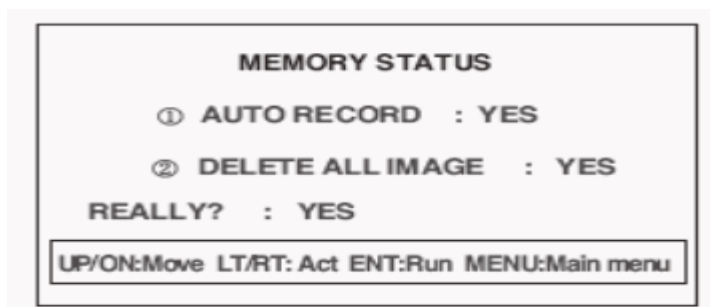 MEMORY STATUS
① AUTO RECORD : YES
② DELETE ALL IMAGE : YES
REALLY? : YES
UP/ON:Move LT/RT: Act ENT:Run MENU:Main menu